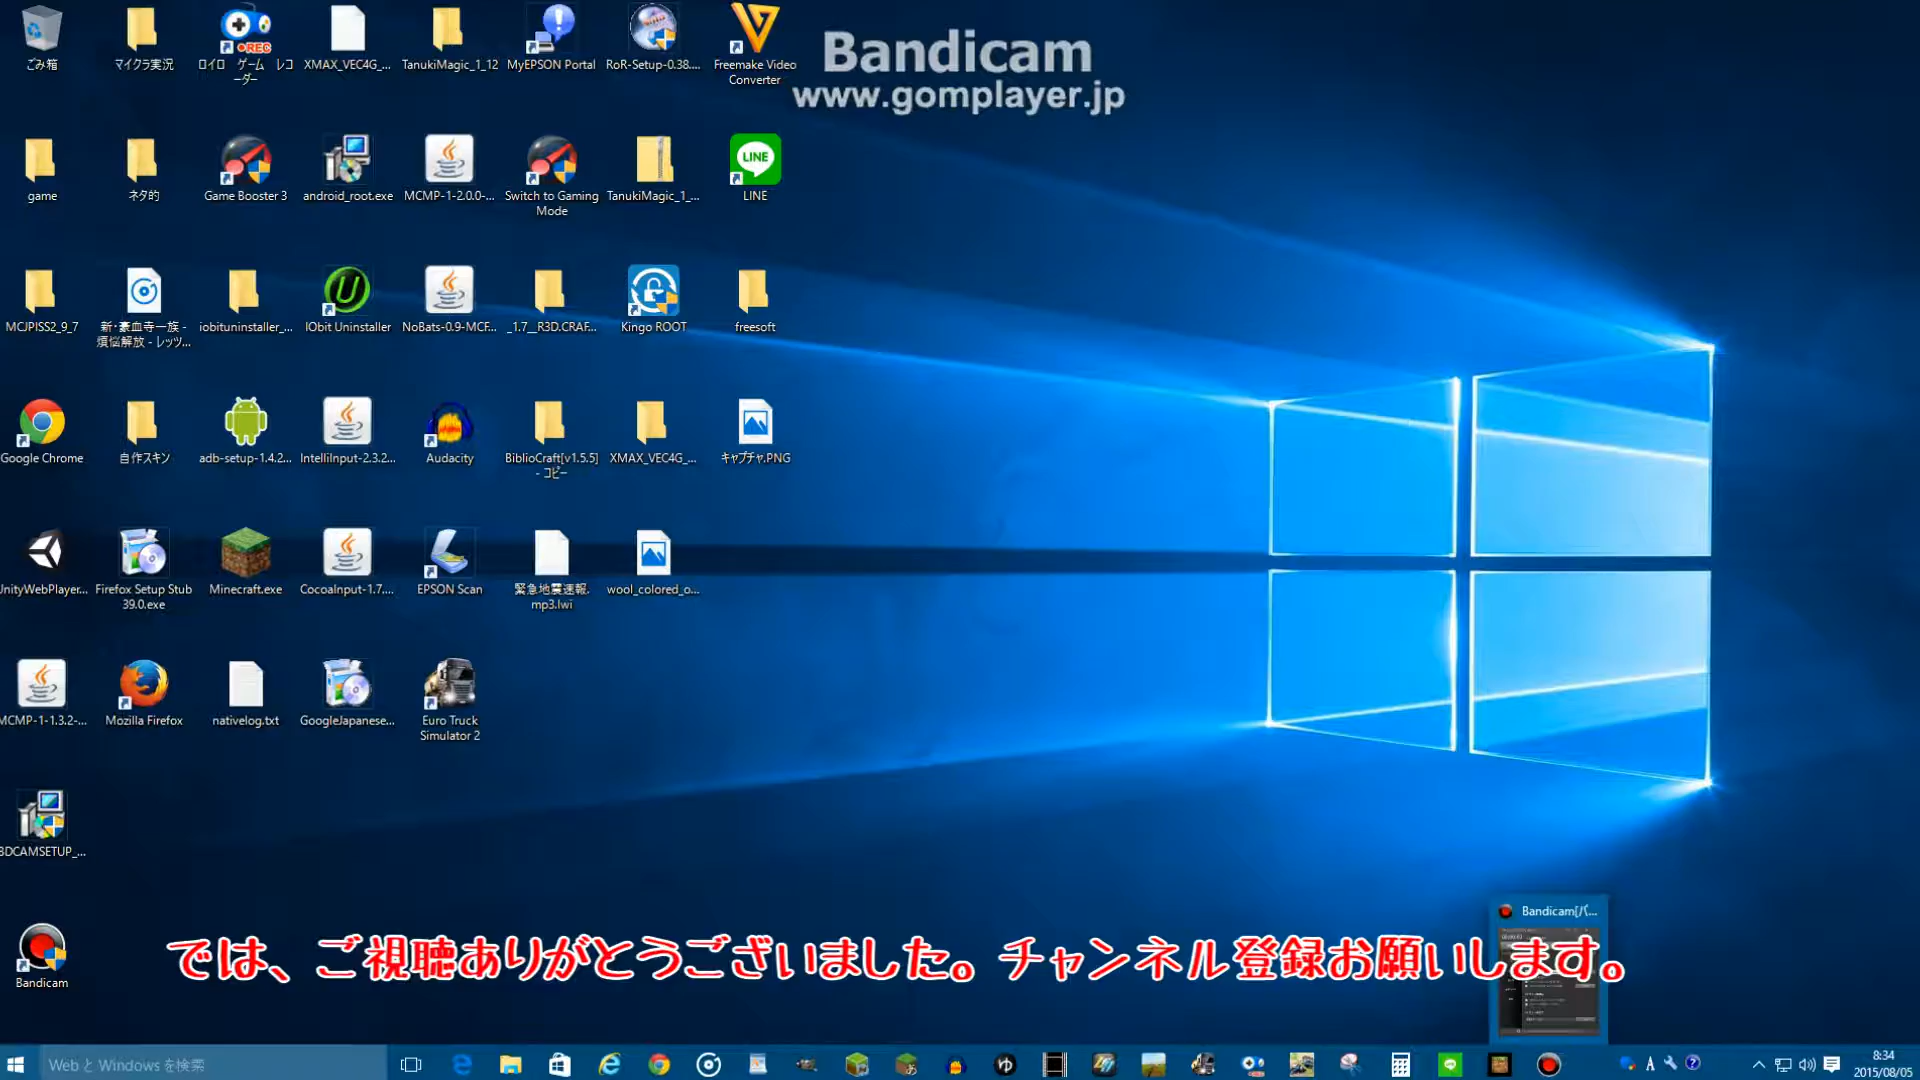 Bandicam
www.gomplayer.jp
ごみ箱
マイクラ実況
ロイロ ゲーム レコ
ーダー
XMAX_VEC4G_...
TanukiMagic_1_12
MyEPSON Portal
RoR-Setup-0.38....
Freemake Video
Converter
game
ネタ的
Game Booster 3
android_root.exe
MCMP-1-2.0.0-...
Switch to Gaming
Mode
TanukiMagic_1_...
LINE
LINE
MCJPISS2_9_7
新・豪血寺一族 -
煩悩解放 - レッツ...
iobituninstaller_...
IObit Uninstaller
NoBats-0.9-MCF...
_1.7__R3D.CRAF...
Kingo ROOT
freesoft
Google Chrome
自作スキン
adb-setup-1.4.2...
IntelliInput-2.3.2...
Audacity
BiblioCraft[v1.5.5]
- コピー
XMAX_VEC4G_...
キャプチャ.PNG
UnityWebPlayer...
Firefox Setup Stub
39.0.exe
Minecraft.exe
CocoaInput-1.7....
EPSON Scan
緊急地震速報.
mp3.lwi
wool_colored_o...
MCMP-1-1.3.2-...
Mozilla Firefox
nativelog.txt
GoogleJapanese...
Euro Truck
Simulator 2
BDCAMSETUP_...
Bandicam
Bandicam[バ...
では、ご視聴ありがとうございました。チャンネル登録お願いします。
Web と Windows を検索
8:34
2015/08/05